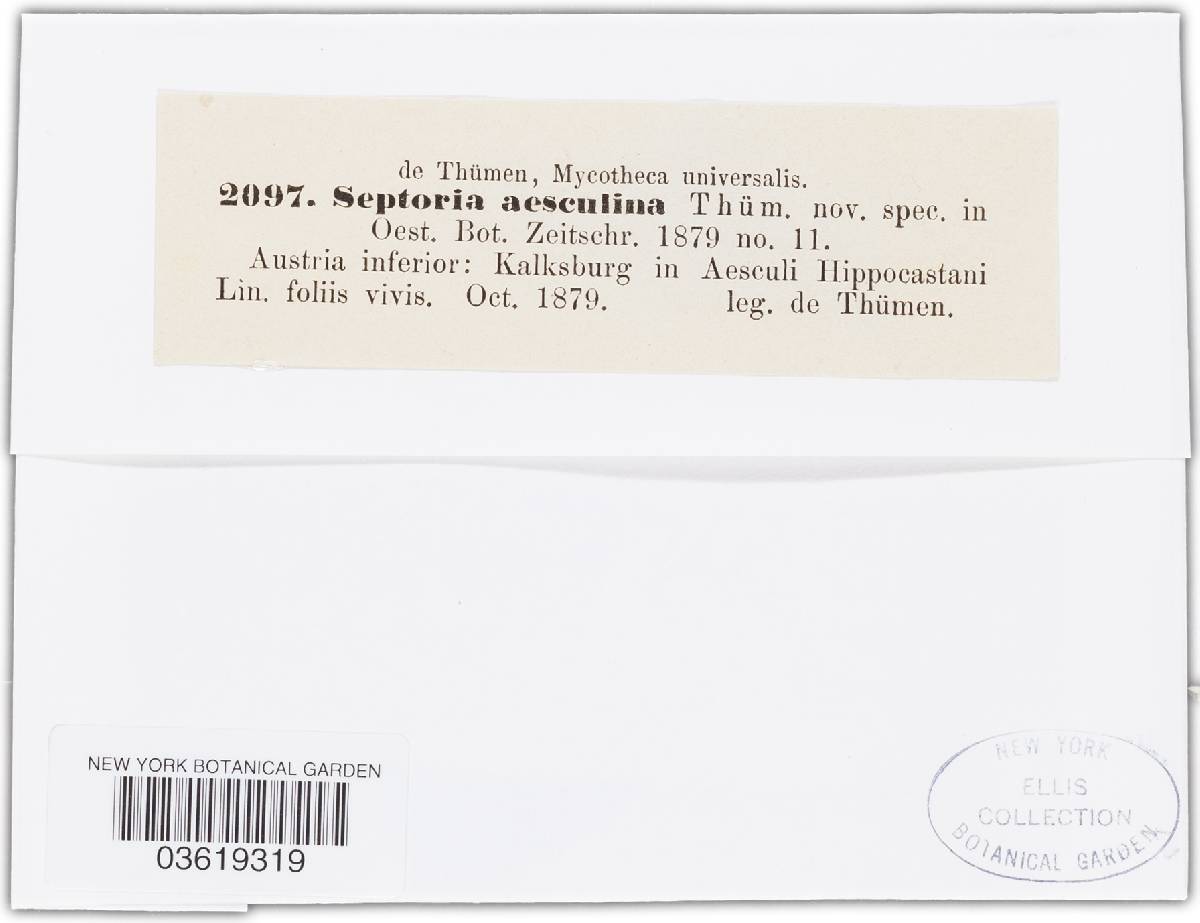 de Thümen, Mycotheca universalis.
2097. Septoria aesculina Thüm. nov. spec. in
Oest. Bot. Zeitschr. 1879 no. 11.
Austria inferior: Kalksburg in Aesculi Hippocastani
Lin. foliis vivis. Oct. 1879. leg. de Thümen.
NEW YORK BOTANICAL GARDEN
03619319
NEW YORK
ELLIS
COLLECTION
BOTANICAL GARDEN